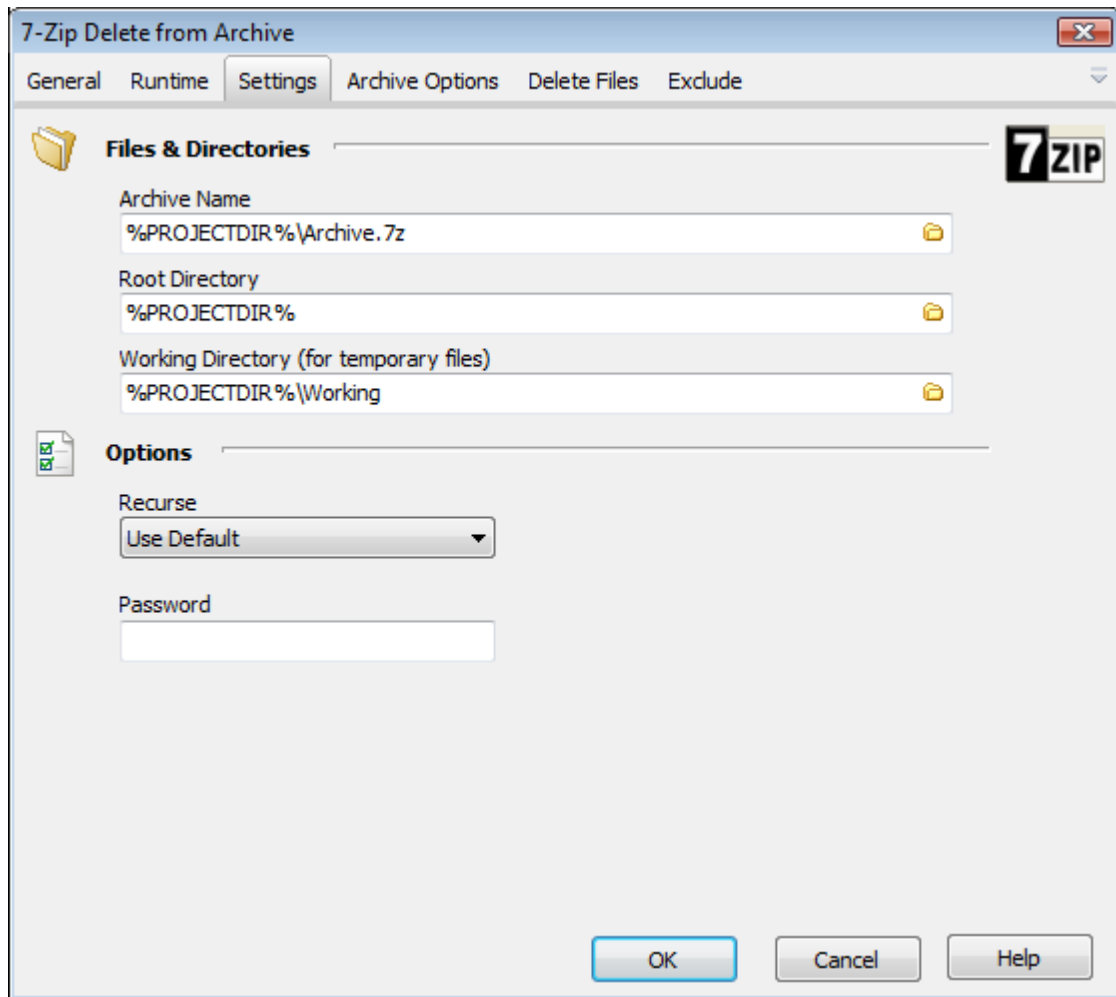 7-Zip Delete from Archive
General Runtime Settings Archive Options Delete Files Exclude
Files & Directories
7ZIP
Archive Name
%PROJECTDIR%\Archive.7z
Root Directory
%PROJECTDIR%
Working Directory (for temporary files)
%PROJECTDIR%\Working
Options
Recurse
Use Default
Password
OK Cancel Help